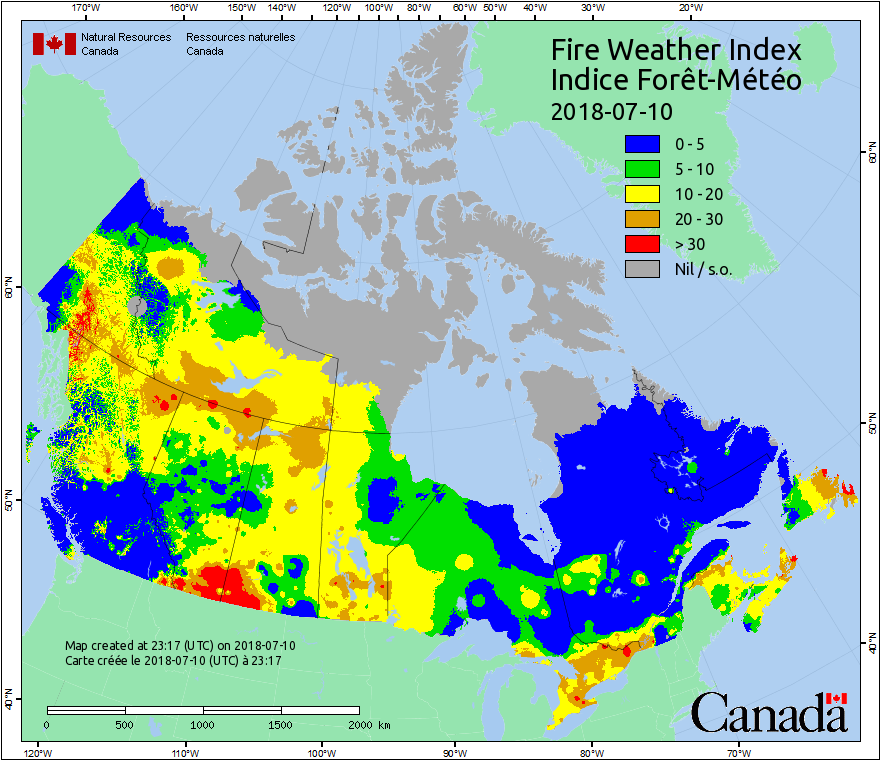 170°W 160°W 150°W 140°W 130°W 120°W 110°W 100°W 90°W 80°W 70°W 60°W 50°W 40°W 30°W 20°W
Natural Resources Ressources naturelles
Canada Canada
Fire Weather Index
Indice Forêt-Météo
2018-07-10
0 - 5
5 - 10
10 - 20
20 - 30
> 30
Nil / s.o.
60°N
60°N
50°N
50°N
40°N
40°N
Map created at 23:17 (UTC) on 2018-07-10
Carte créée le 2018-07-10 (UTC) à 23:17
0 500 1000 1500 2000 km
Canada
120°W 110°W 100°W 90°W 80°W 70°W